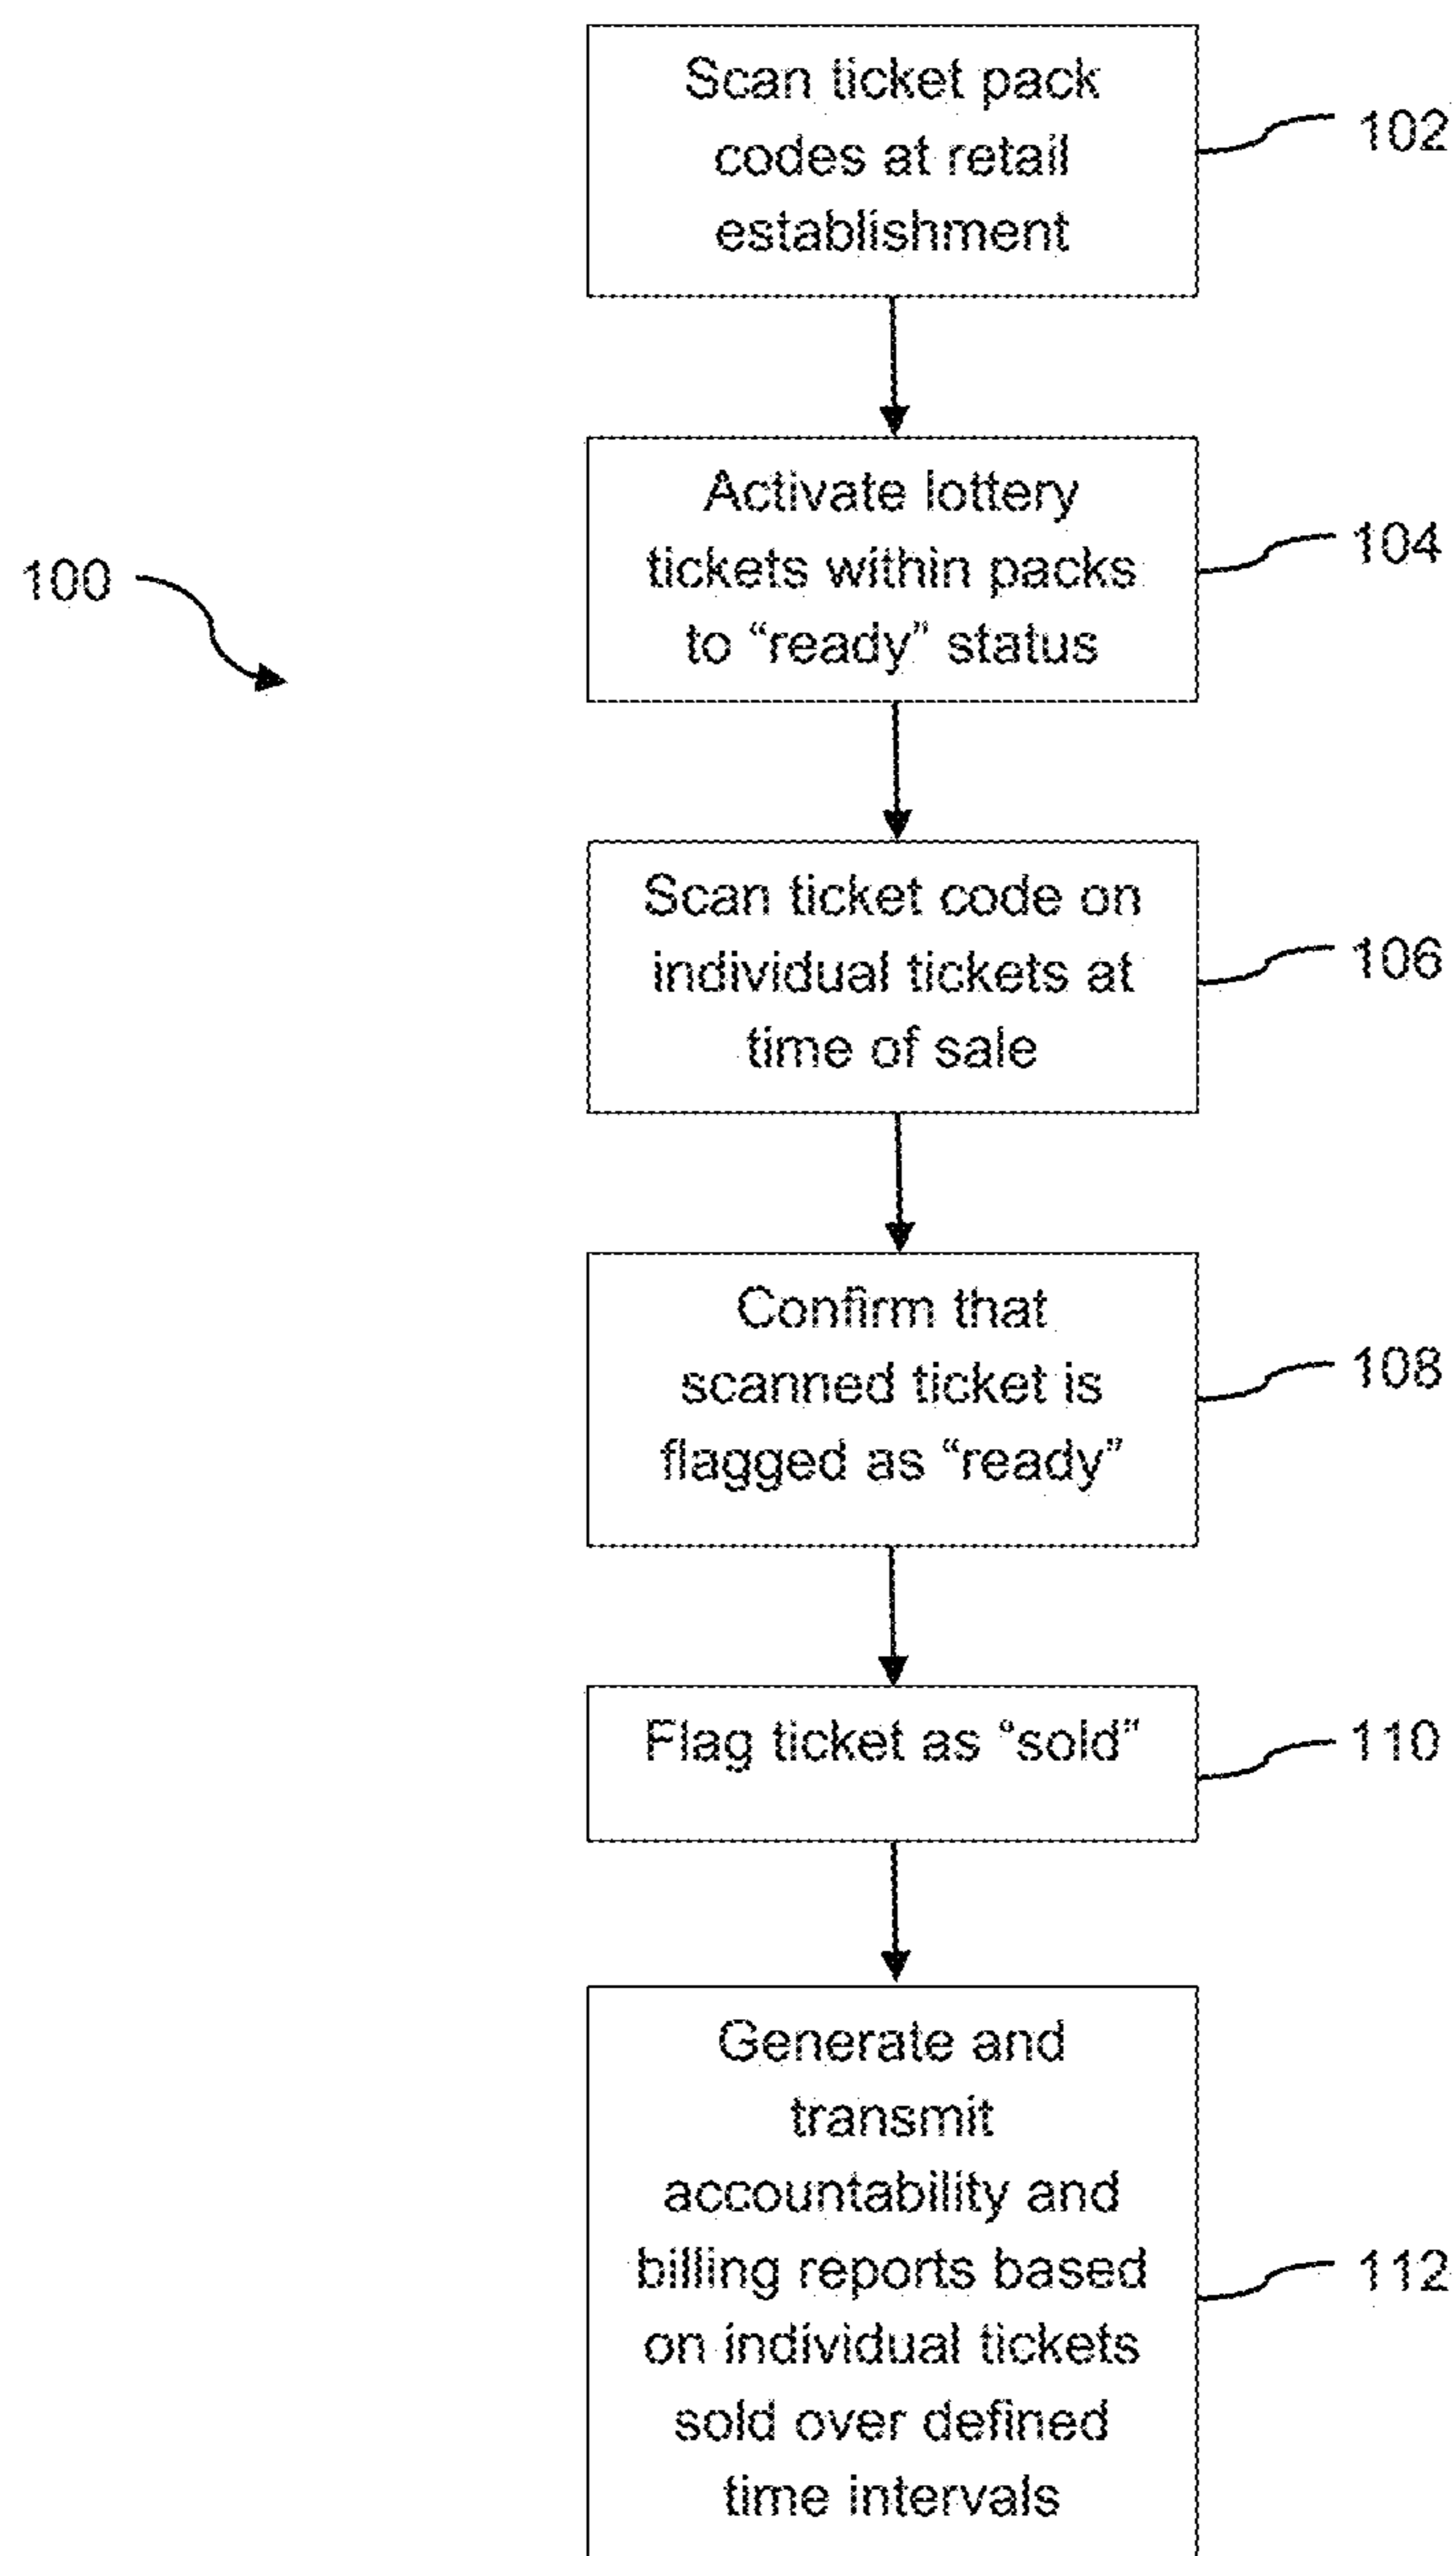 Scan ticket pack
codes at retail
establishment
102
Activate lottery
tickets within packs
to “ready” status
104
100
Scan ticket code on
individual tickets at
time of sale
106
Confirm that
scanned ticket is
flagged as “ready”
108
Flag ticket as “sold”
110
Generate and
transmit
accountability and
billing reports based
on individual tickets
sold over defined
time intervals
112